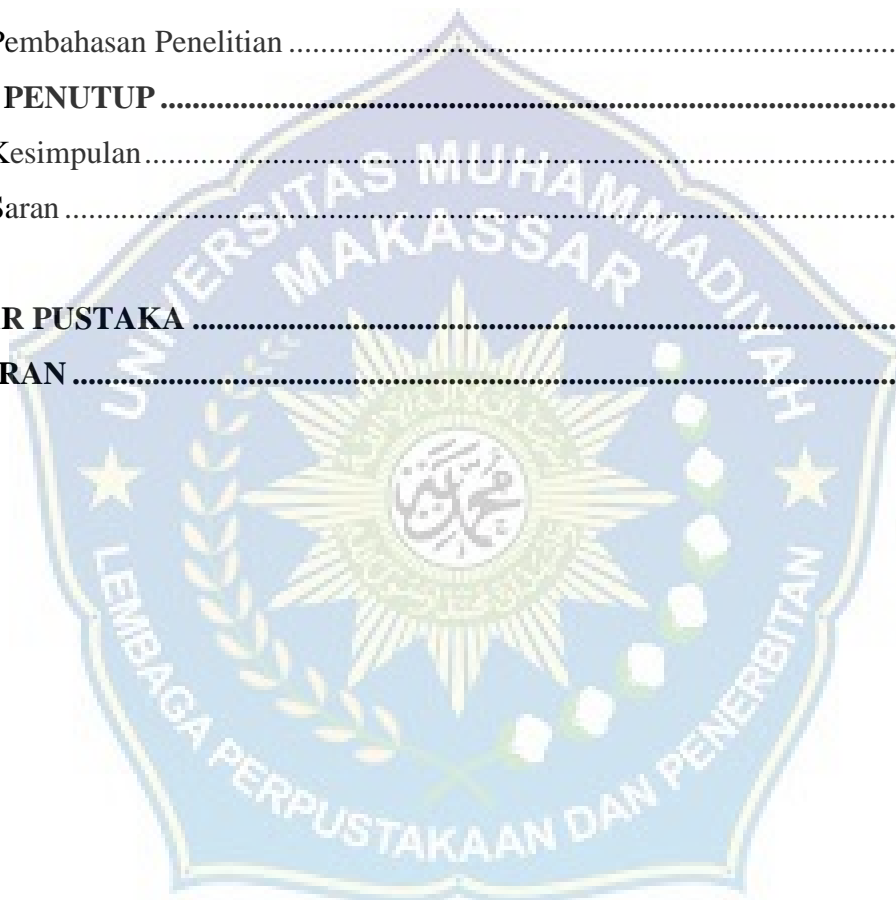 Pembahasan Penelitian ................................................................
PENUTUP ................................................................
Kesimpulan ................................................................
Saran ................................................................
R PUSTAKA ................................................................
RAN ................................................................
UNIVERSITAS MUHAMMADIYAH
MAKASSAR
LEMBAGA PERPUSTAKAAN DAN PENERBITAN